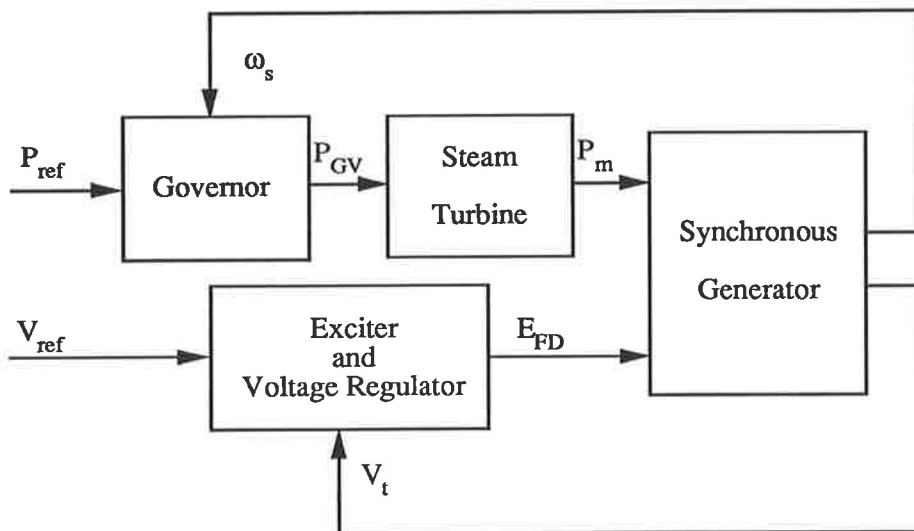 ω_s
P_ref
Governor
P_GV
Steam
Turbine
P_m
Synchronous
Generator
V_ref
Exciter
and
Voltage Regulator
E_FD
V_t